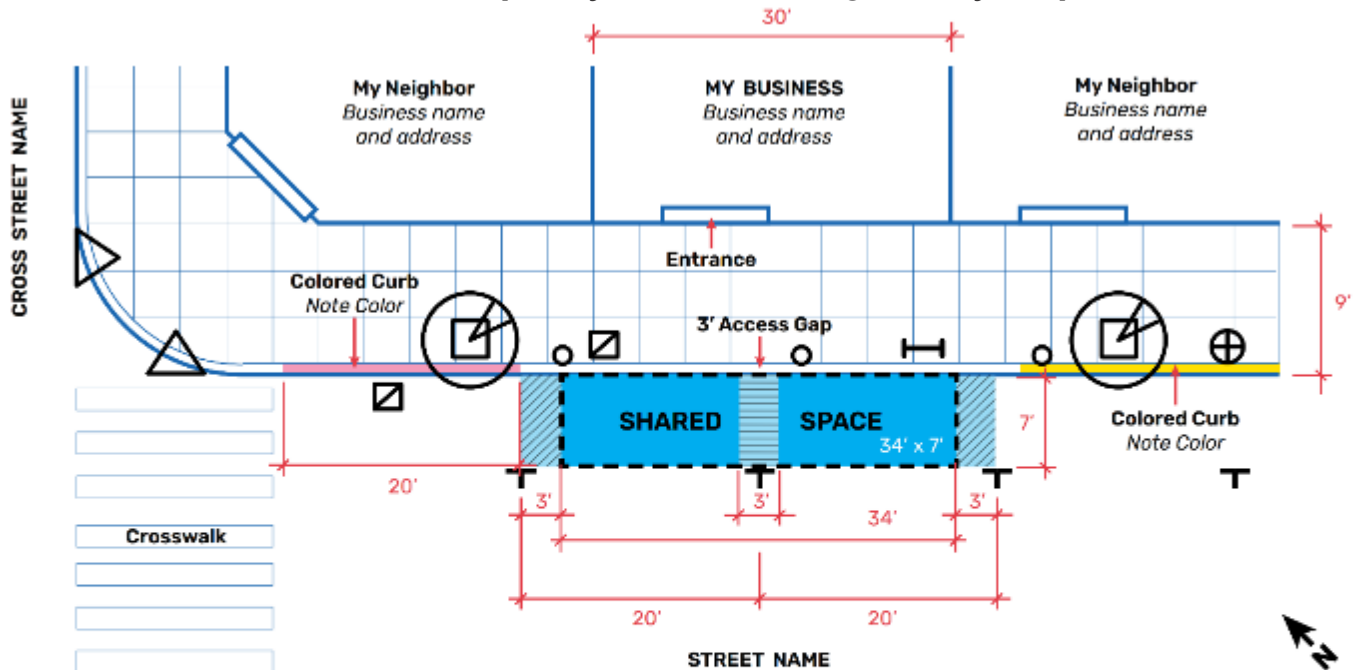 30'
My Neighbor
Business name
and address
MY BUSINESS
Business name
and address
My Neighbor
Business name
and address
CROSS STREET NAME
Entrance
Colored Curb
Note Color
3' Access Gap
9'
SHARED SPACE
34' x 7'
7'
Colored Curb
Note Color
20'
3'
3'
34'
3'
Crosswalk
20'
20'
STREET NAME
N